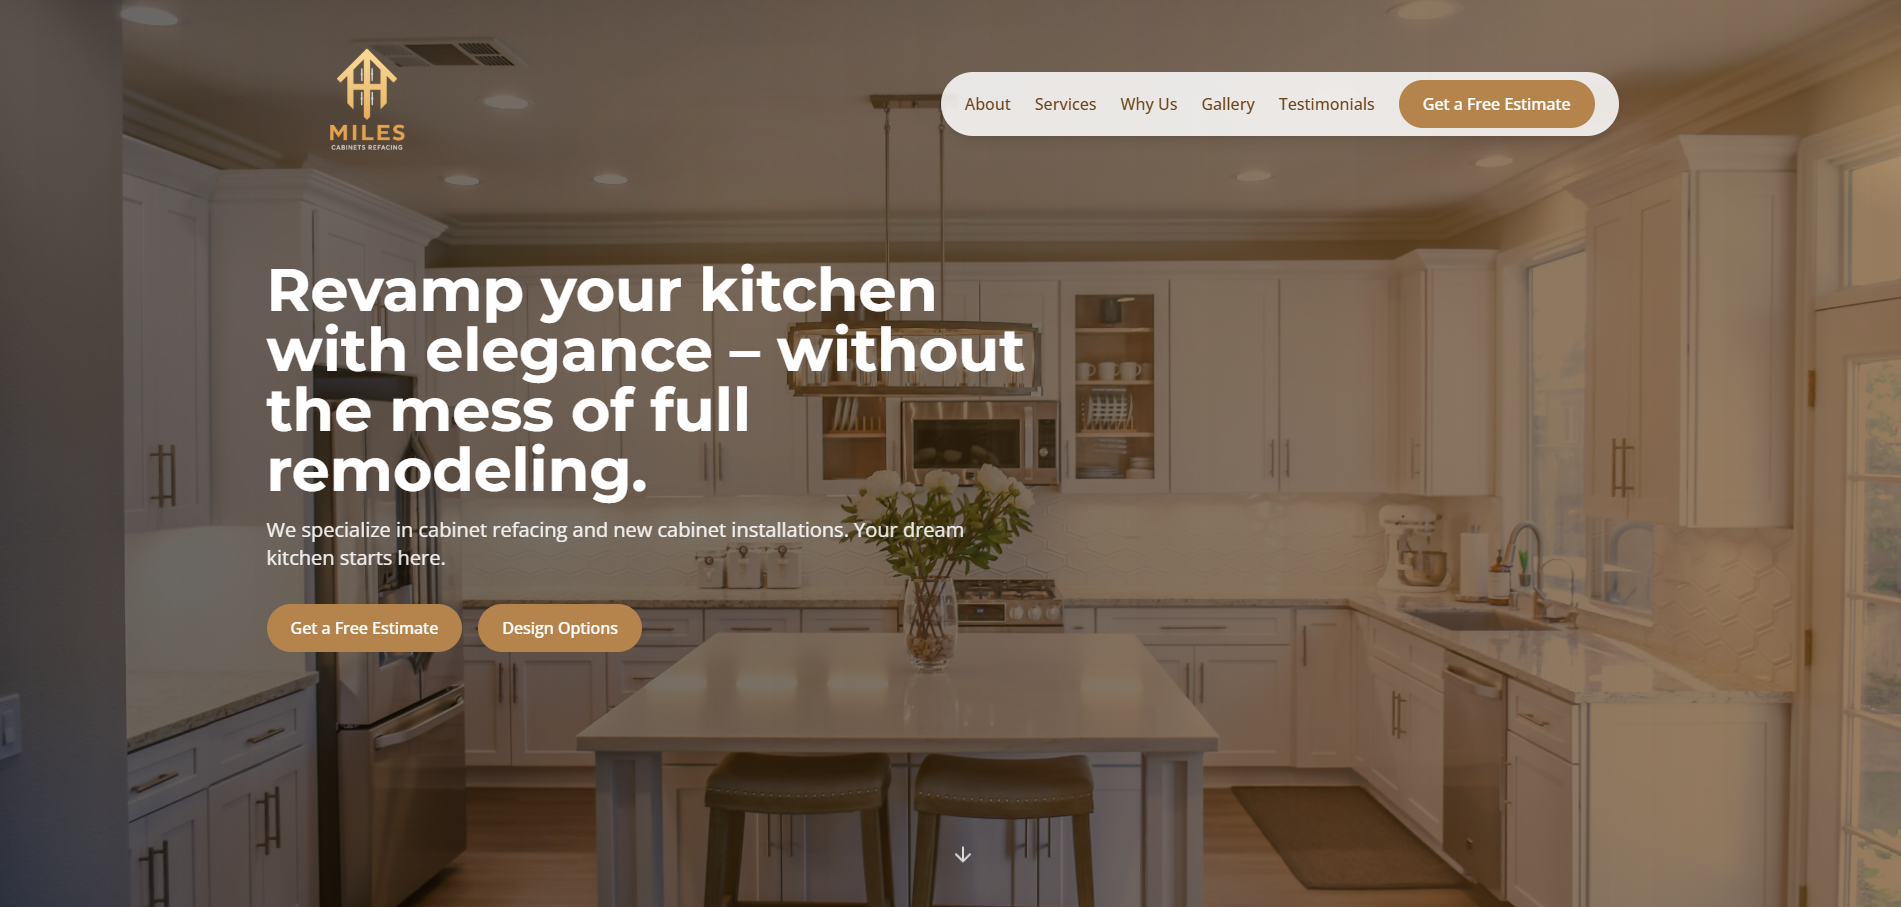 MILES
CABINETS REFACING
About Services Why Us Gallery Testimonials Get a Free Estimate
Revamp your kitchen
with elegance – without
the mess of full
remodeling.
We specialize in cabinet refacing and new cabinet installations. Your dream
kitchen starts here.
Get a Free Estimate Design Options